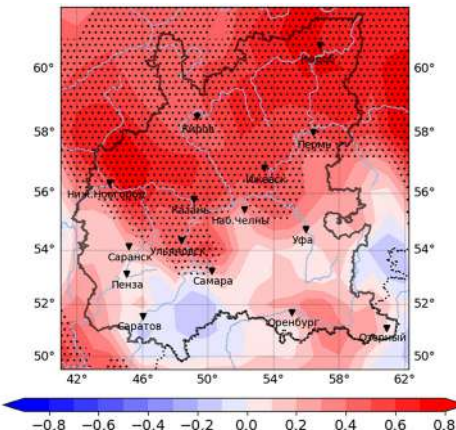 60° 60°
Киров
58° 58°
Пермь
Ижевск
56° 56°
Ниж.Новгород
Казань
Наб.Челны
Уфа
Ульяновск
54° 54°
Саранск
Самара
Пенза
52° 52°
Саратов
Оренбург
Озерный
50° 50°
42° 46° 50° 54° 58° 62°
−0.8 −0.6 −0.4 −0.2 0.0 0.2 0.4 0.6 0.8